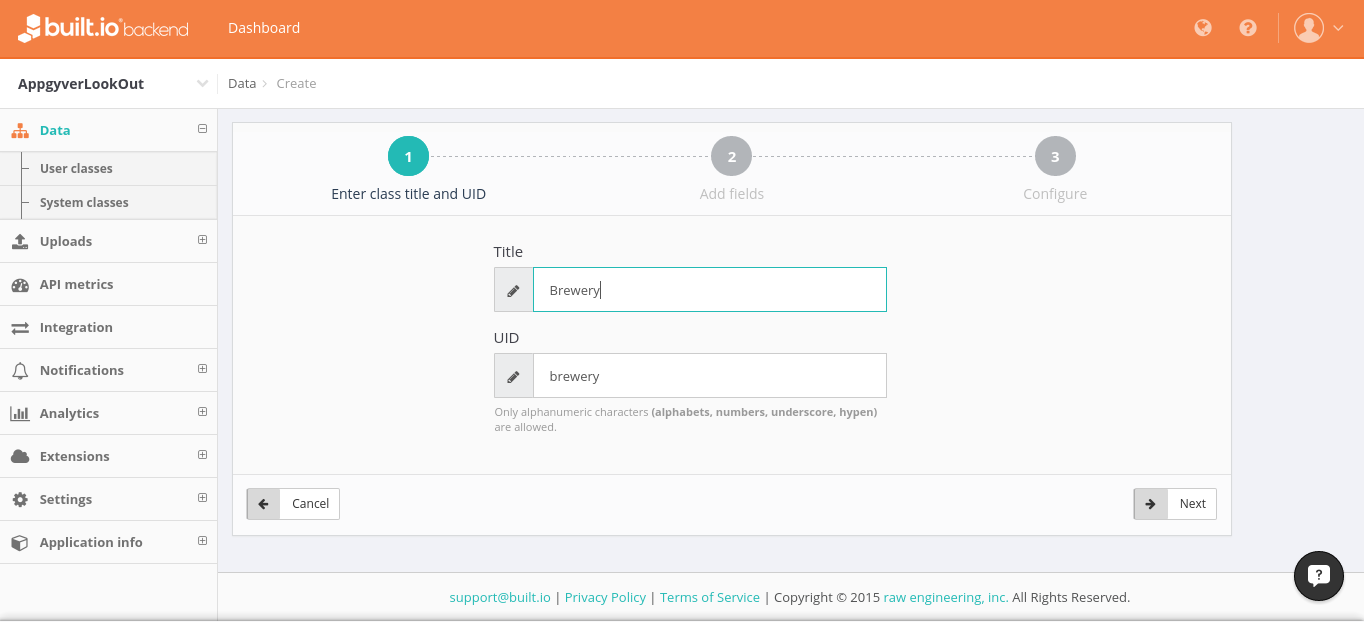 built.io backend
Dashboard
AppgyverLookOut
Data > Create
Data
User classes
System classes
Uploads
API metrics
Integration
Notifications
Analytics
Extensions
Settings
Application info
1
Enter class title and UID
2
Add fields
3
Configure
Title
Brewery
UID
brewery
Only alphanumeric characters (alphabets, numbers, underscore, hypen)
are allowed.
Cancel
Next
support@built.io | Privacy Policy | Terms of Service | Copyright © 2015 raw engineering, inc. All Rights Reserved.